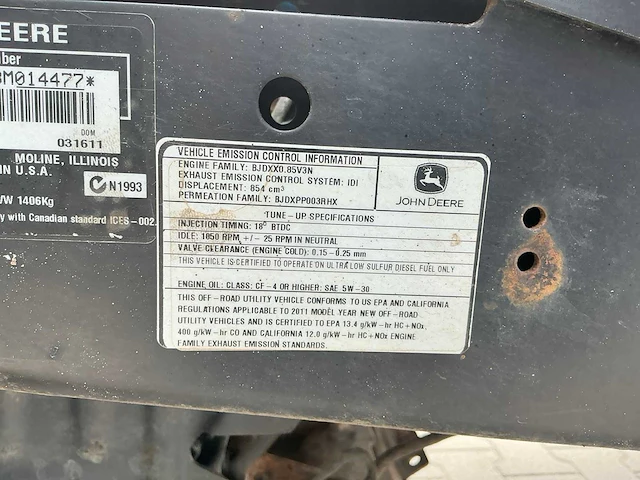 DEERE
M014477*
DOM
031611
MOLINE, ILLINOIS
U.S.A.
N1993
1406Kg
with Canadian standard ICES-002
VEHICLE EMISSION CONTROL INFORMATION
ENGINE FAMILY: BJDXX0.85V3N
EXHAUST EMISSION CONTROL SYSTEM: IDI
DISPLACEMENT: 854 cm³
PERMEATION FAMILY: BJDXPP003RHX
JOHN DEERE
TUNE-UP SPECIFICATIONS
INJECTION TIMING: 18° BTDC
IDLE: 1050 RPM, +/- 25 RPM IN NEUTRAL
VALVE CLEARANCE (ENGINE COLD): 0.15-0.25 mm
THIS VEHICLE IS CERTIFIED TO OPERATE ON ULTRA LOW SULFUR DIESEL FUEL ONLY
ENGINE OIL: CLASS: CF-4 OR HIGHER: SAE 5W-30
THIS OFF-ROAD UTILITY VEHICLE CONFORMS TO US EPA AND CALIFORNIA
REGULATIONS APPLICABLE TO 2011 MODEL YEAR NEW OFF-ROAD
UTILITY VEHICLES AND IS CERTIFIED TO EPA 13.4 g/kW-hr HC+NOx,
400 g/kW-hr CO AND CALIFORNIA 12.0 g/kW-hr HC+NOx ENGINE
FAMILY EXHAUST EMISSION STANDARDS.